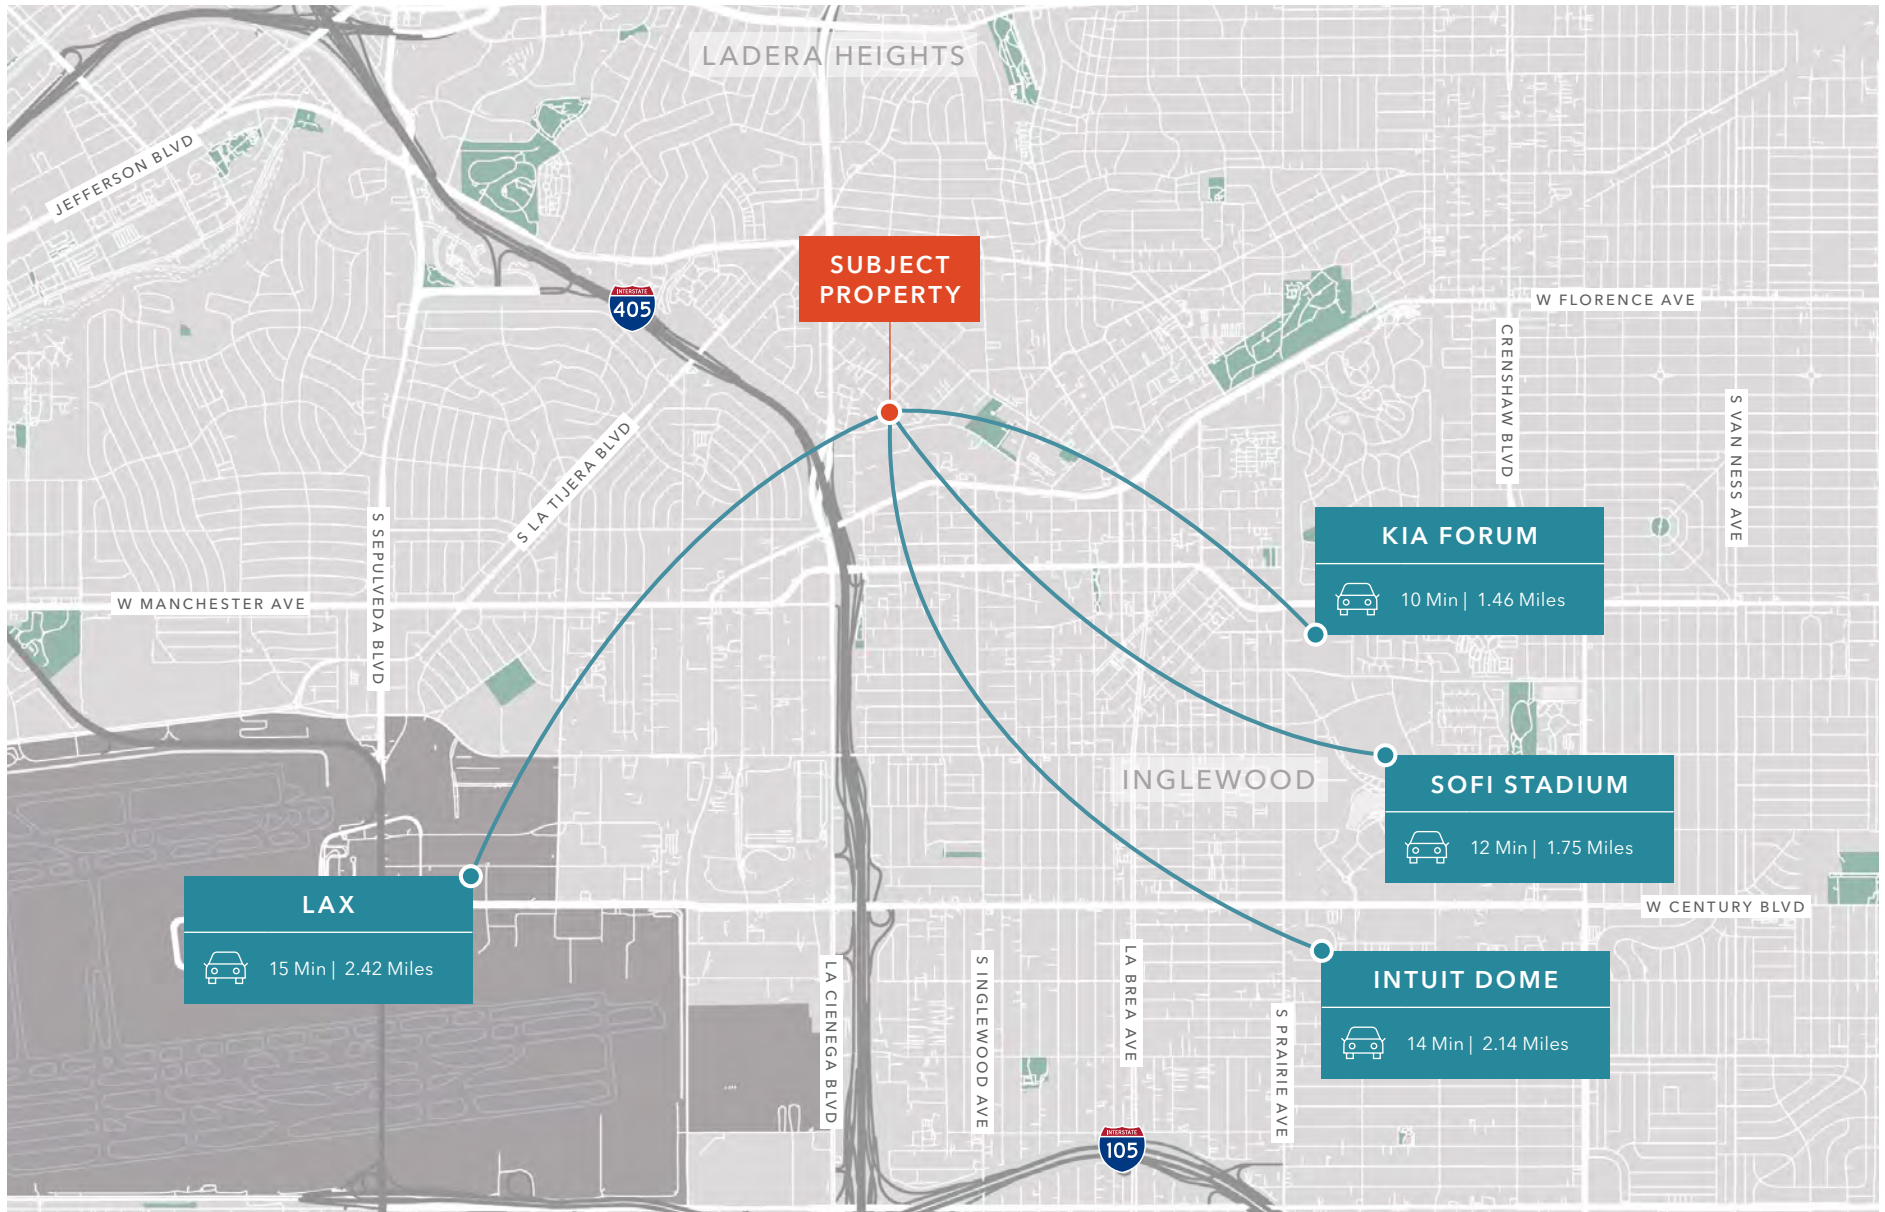 LADERA HEIGHTS
JEFFERSON BLVD
SUBJECT
PROPERTY
INTERSTATE
405
W FLORENCE AVE
CRENSHAW BLVD
S VAN NESS AVE
S LA TIJERA BLVD
S SEPULVEDA BLVD
W MANCHESTER AVE
KIA FORUM
10 Min | 1.46 Miles
INGLEWOOD
SOFI STADIUM
12 Min | 1.75 Miles
LAX
15 Min | 2.42 Miles
W CENTURY BLVD
INTUIT DOME
14 Min | 2.14 Miles
LA CIENEGA BLVD
S INGLEWOOD AVE
LA BREA AVE
S PRAIRIE AVE
INTERSTATE
105